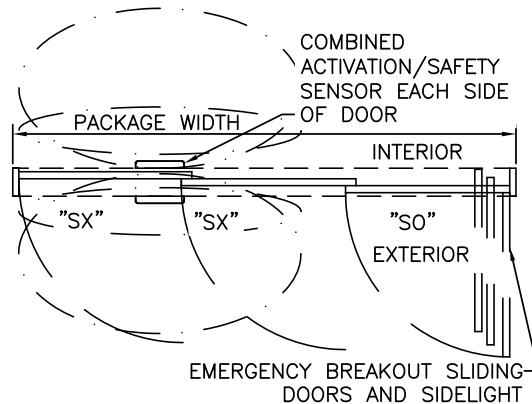 COMBINED
ACTIVATION/SAFETY
SENSOR EACH SIDE
OF DOOR
PACKAGE WIDTH
INTERIOR
"SX"
"SX"
"SO"
EXTERIOR
EMERGENCY BREAKOUT SLIDING
DOORS AND SIDELIGHT